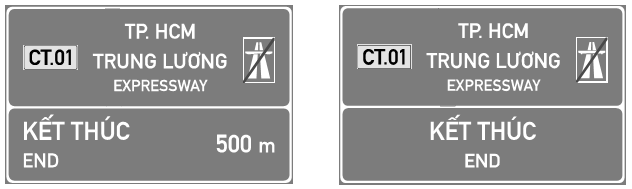 TP. HCM
CT.01
TRUNG LƯƠNG
EXPRESSWAY
KẾT THÚC
END
500 m
TP. HCM
CT.01
TRUNG LƯƠNG
EXPRESSWAY
KẾT THÚC
END